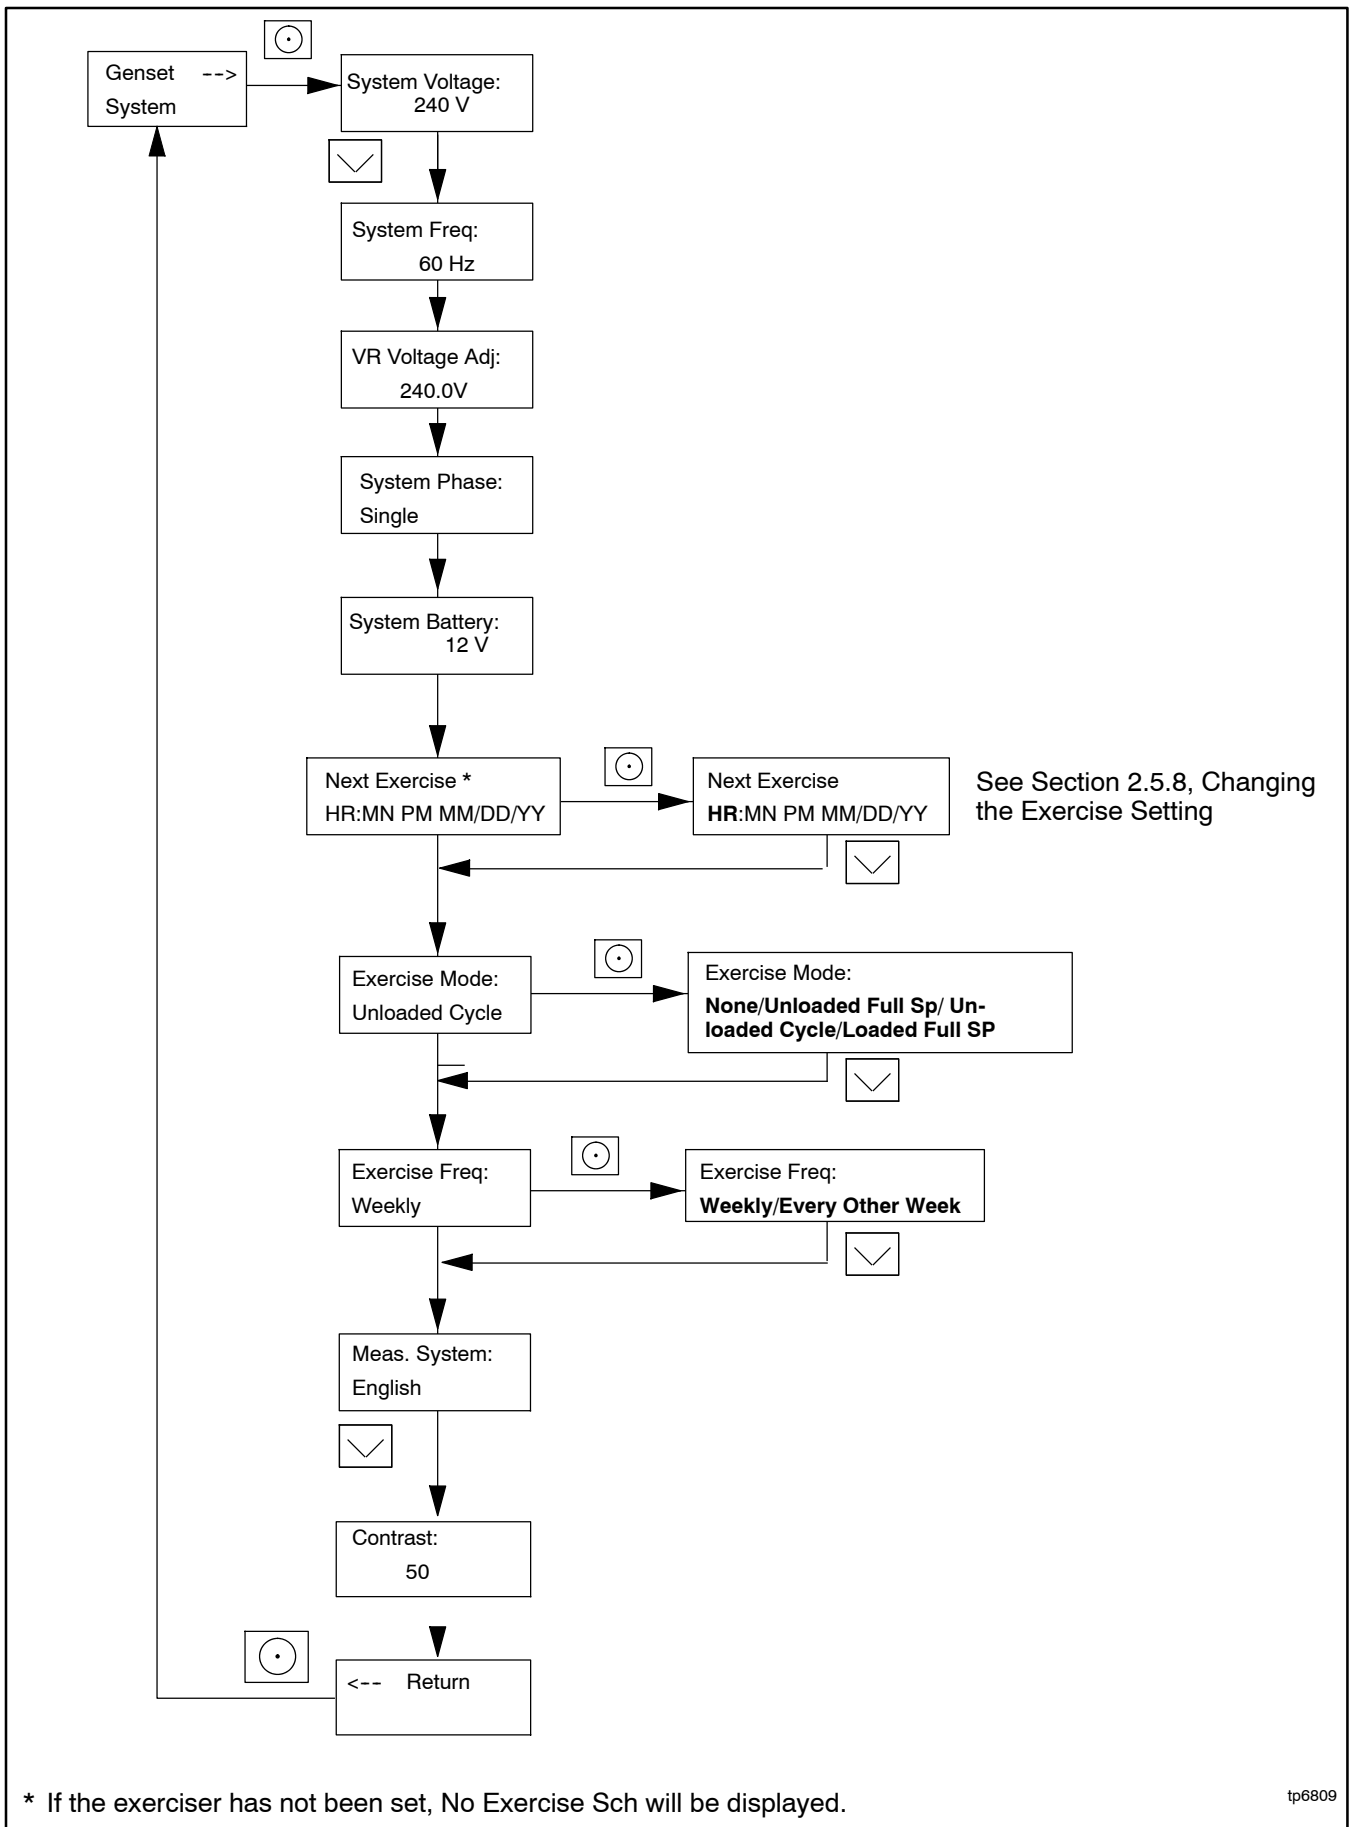 Genset -->
System
System Voltage:
240 V
System Freq:
60 Hz
VR Voltage Adj:
240.0V
System Phase:
Single
System Battery:
12 V
Next Exercise *
HR:MN PM MM/DD/YY
Next Exercise
HR:MN PM MM/DD/YY
See Section 2.5.8, Changing
the Exercise Setting
Exercise Mode:
Unloaded Cycle
Exercise Mode:
None/Unloaded Full Sp/ Un-
loaded Cycle/Loaded Full SP
Exercise Freq:
Weekly
Exercise Freq:
Weekly/Every Other Week
Meas. System:
English
Contrast:
50
<-- Return
* If the exerciser has not been set, No Exercise Sch will be displayed.
tp6809